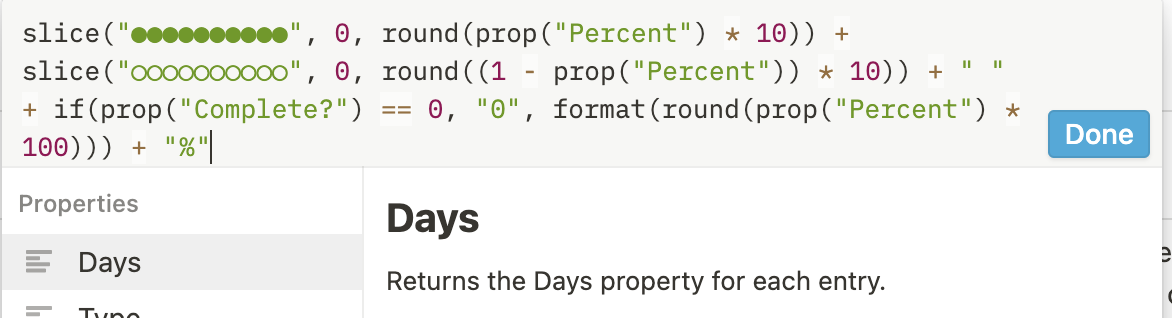 slice("●●●●●●●●●●", 0, round(prop("Percent") * 10)) +
slice("○○○○○○○○○○", 0, round((1 - prop("Percent")) * 10)) + " "
+ if(prop("Complete?") == 0, "0", format(round(prop("Percent") *
100))) + "%"
Done
Properties
Days
Days
Returns the Days property for each entry.
Type